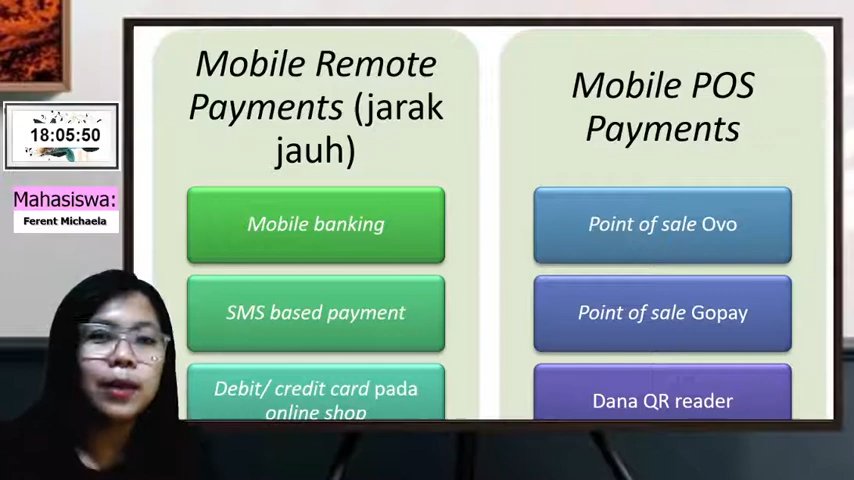 Mobile Remote
Payments (jarak
jauh)
Mobile banking
SMS based payment
Debit/ credit card pada
online shop
Mobile POS
Payments
Point of sale Ovo
Point of sale Gopay
Dana QR reader
18:05:50
Mahasiswa:
Ferent Michaela